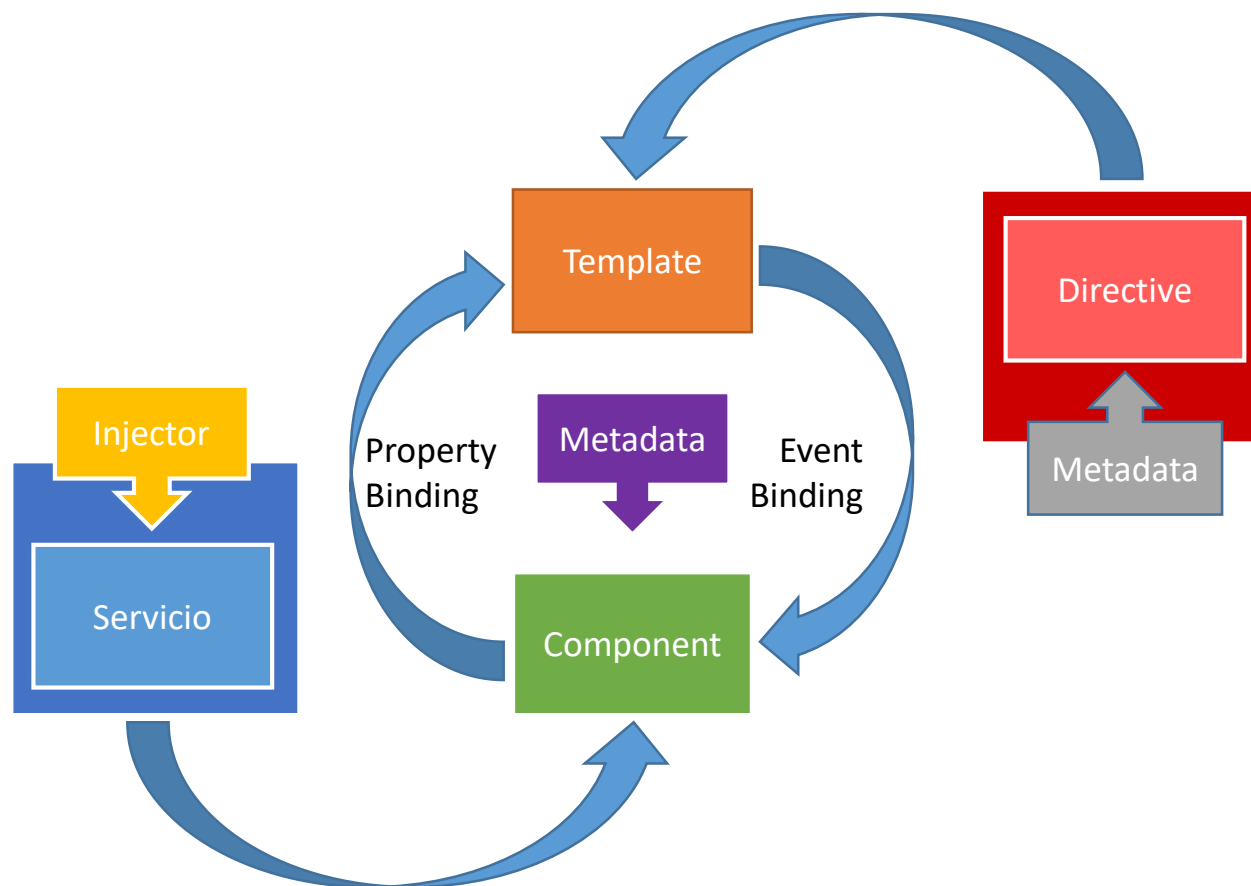 Template
Directive
Injector
Property
Binding
Metadata
Event
Binding
Metadata
Servicio
Component